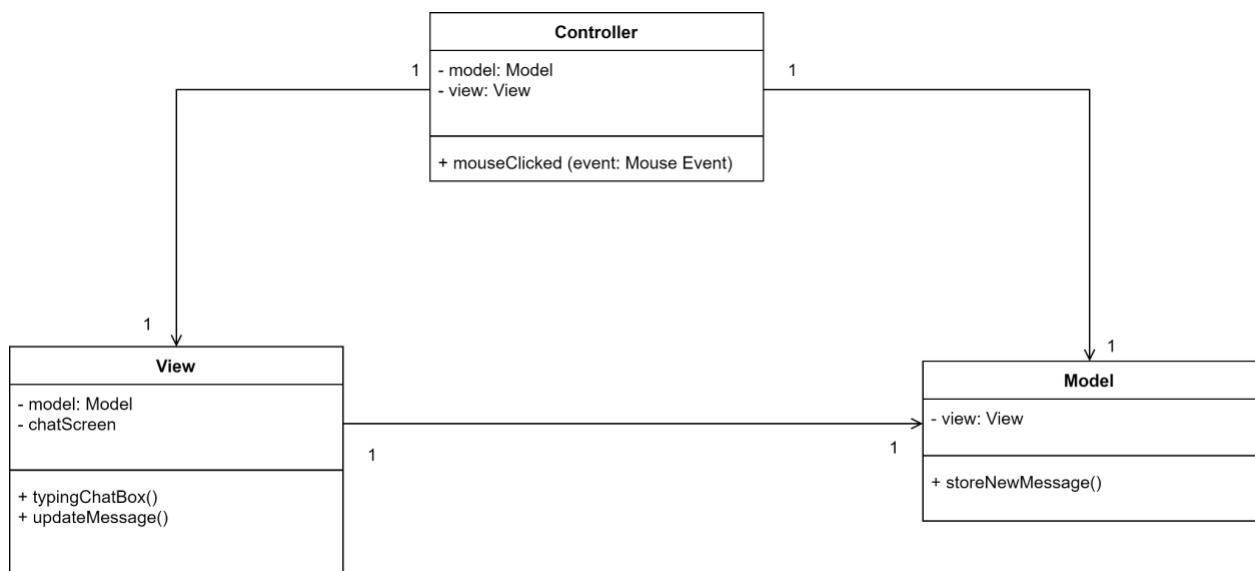 Controller
1
- model: Model
1
- view: View
+ mouseClicked (event: Mouse Event)
1
1
View
Model
- model: Model
- chatScreen
- view: View
1
1
+ typingChatBox()
+ updateMessage()
+ storeNewMessage()